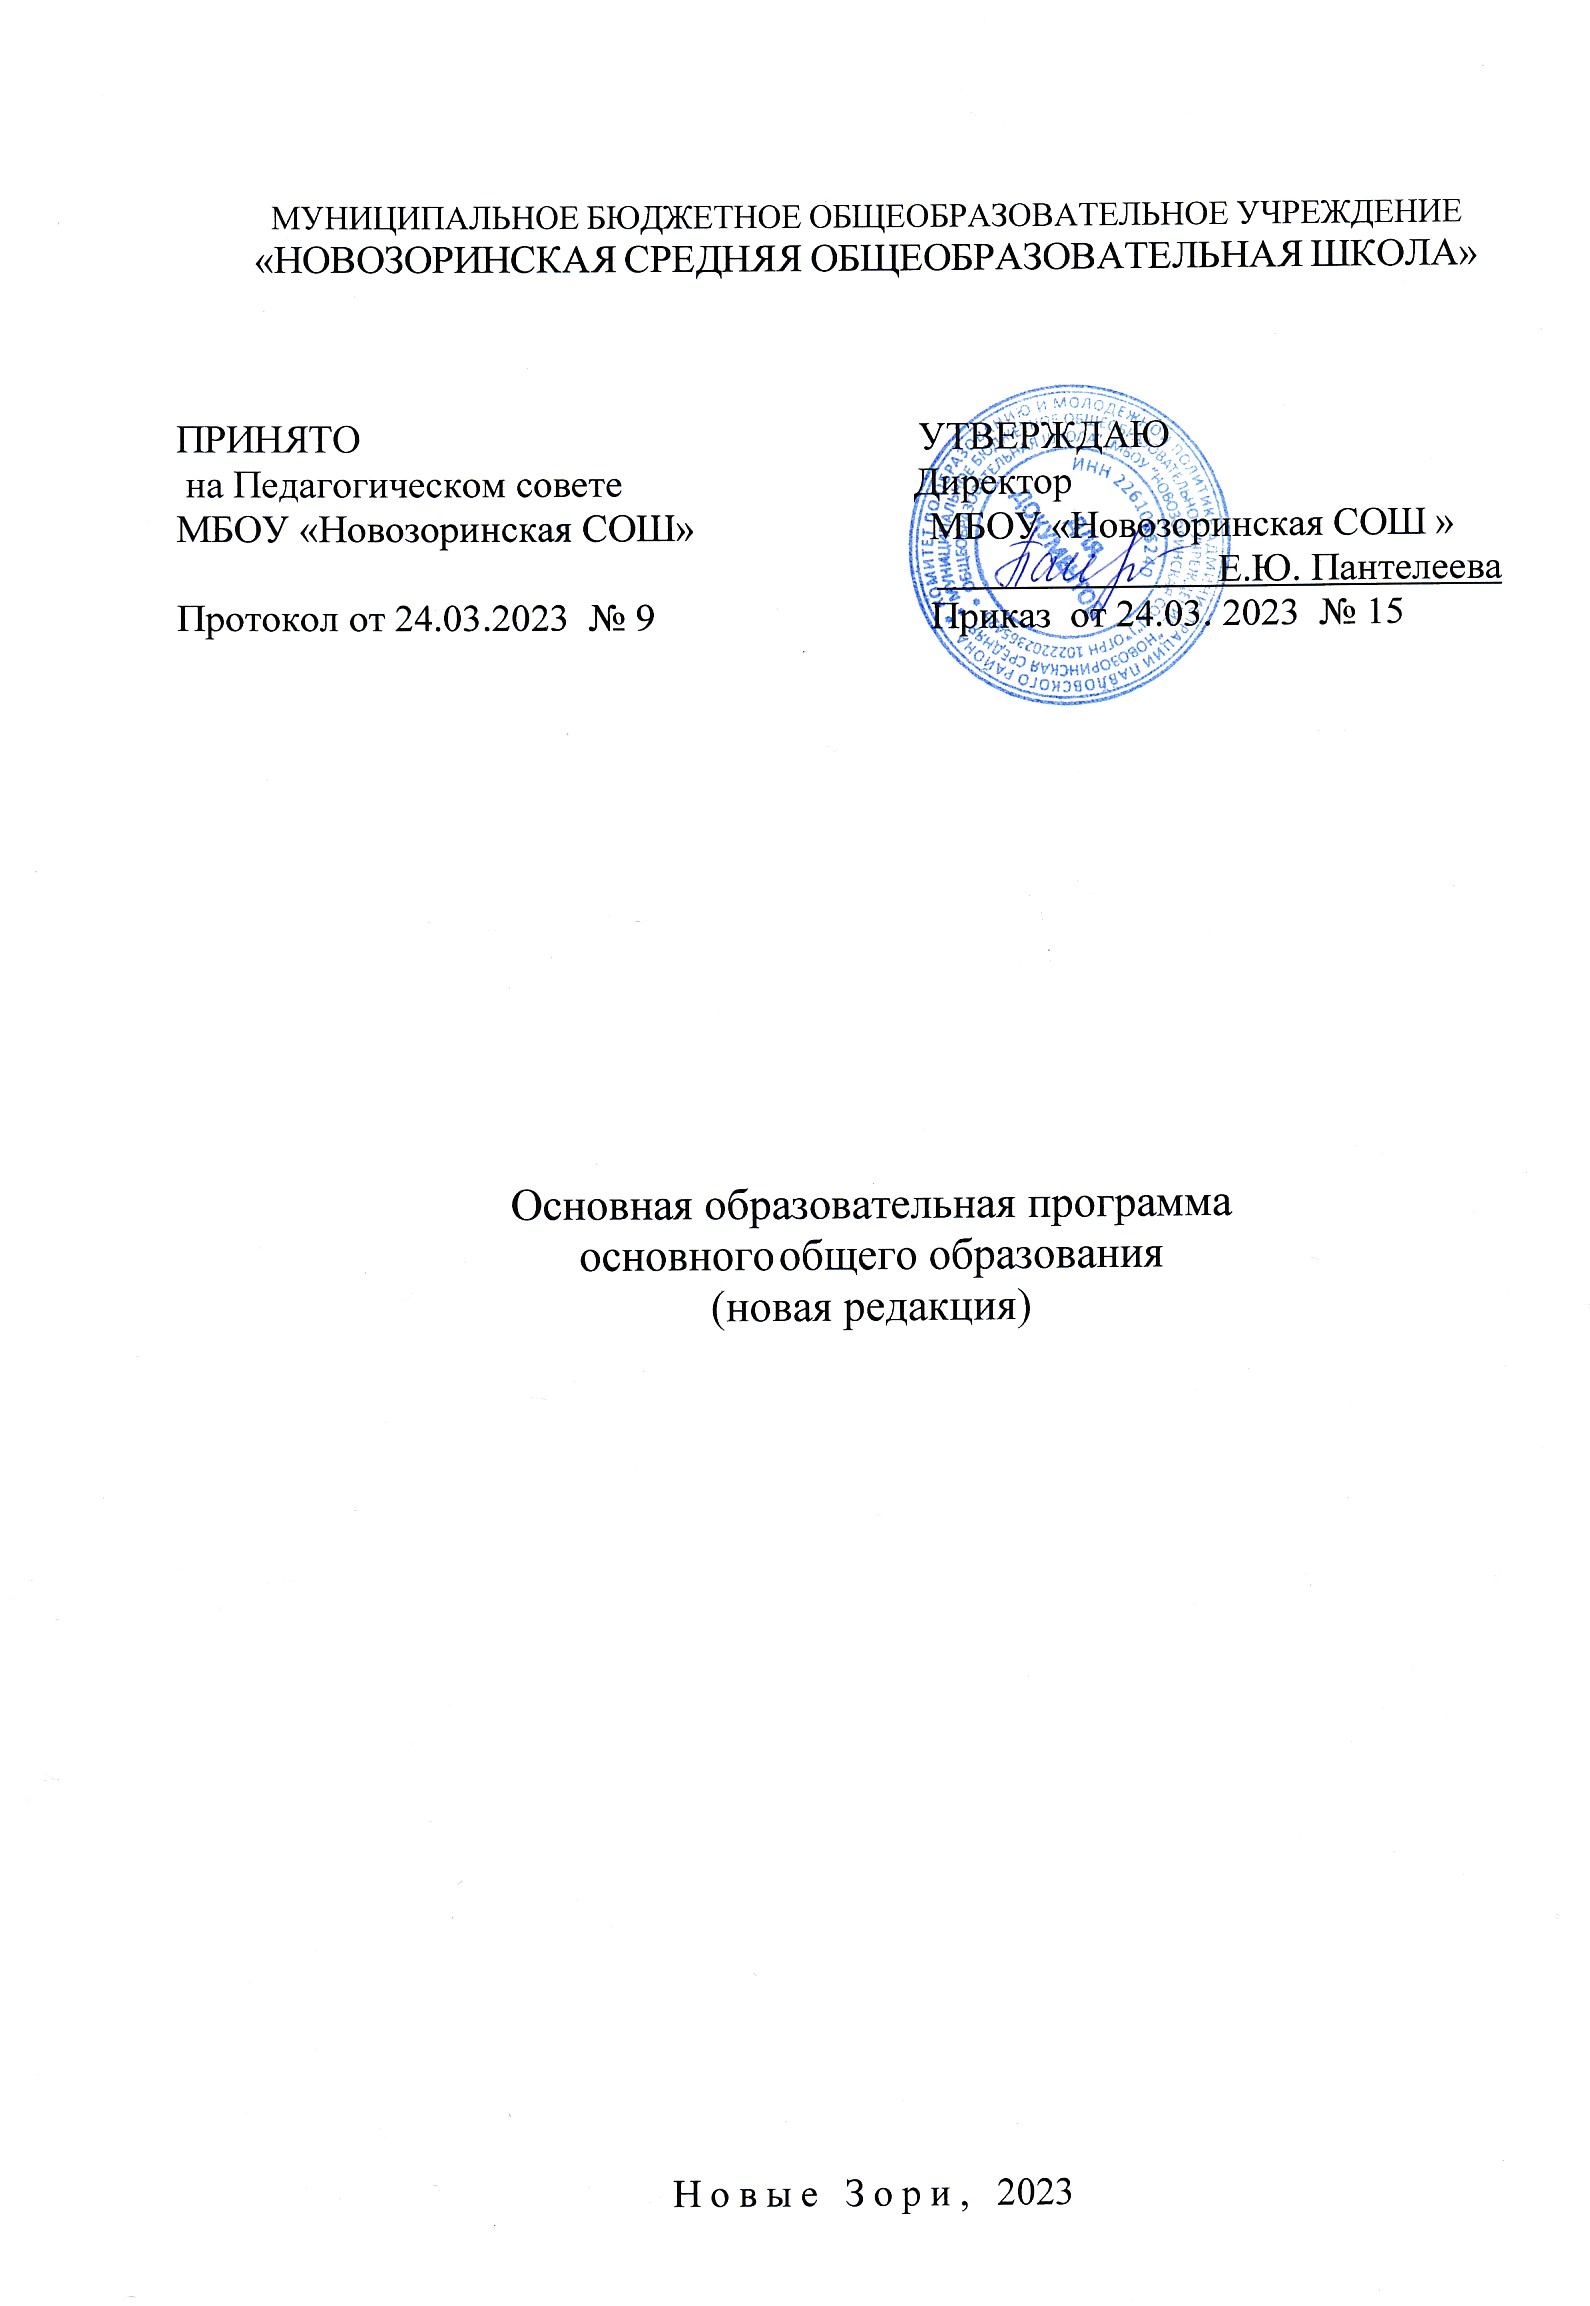 МУНИЦИПАЛЬНОЕ БЮДЖЕТНОЕ ОБЩЕОБРАЗОВАТЕЛЬНОЕ УЧРЕЖДЕНИЕ
«НОВОЗОРИНСКАЯ СРЕДНЯЯ ОБЩЕОБРАЗОВАТЕЛЬНАЯ ШКОЛА»
ПРИНЯТО
на Педагогическом совете
МБОУ «Новозоринская СОШ»
Протокол от 24.03.2023 № 9
УТВЕРЖДАЮ
Директор
МБОУ «Новозоринская СОШ »
Е.Ю. Пантелеева
Приказ от 24.03. 2023 № 15
ДЛЯ
ДОКУМЕНТОВ
Основная образовательная программа
основного общего образования
(новая редакция)
Новые Зори, 2023